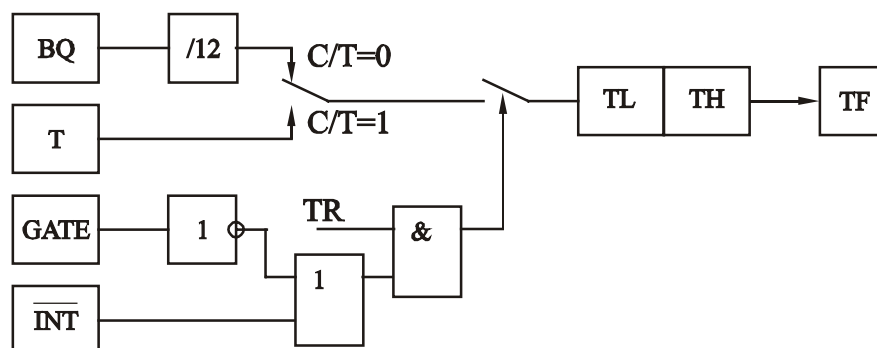 BQ
/12
C/T=0
C/T=1
TL
TH
TF
T
GATE
1
TR
&
1
INT